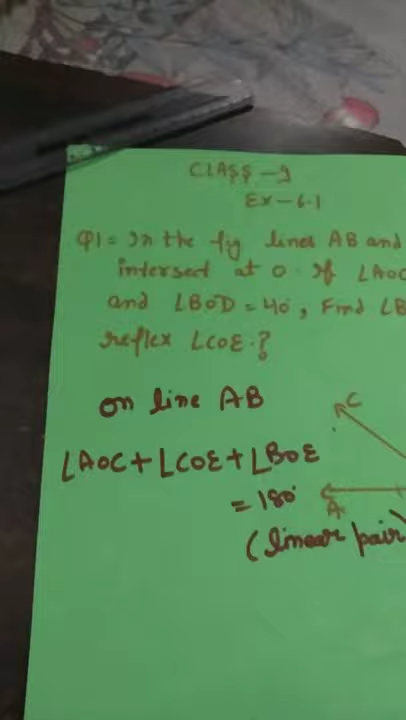 CLASS-9
Ex-6.1
Q1= In the fig lines AB and
intersect at O. If ∠AOC
and ∠BOD = 40°, Find ∠B
reflex ∠COE.?
on line AB
∠AOC+∠COE+∠BOE
= 180°
(linear pair)
C
A